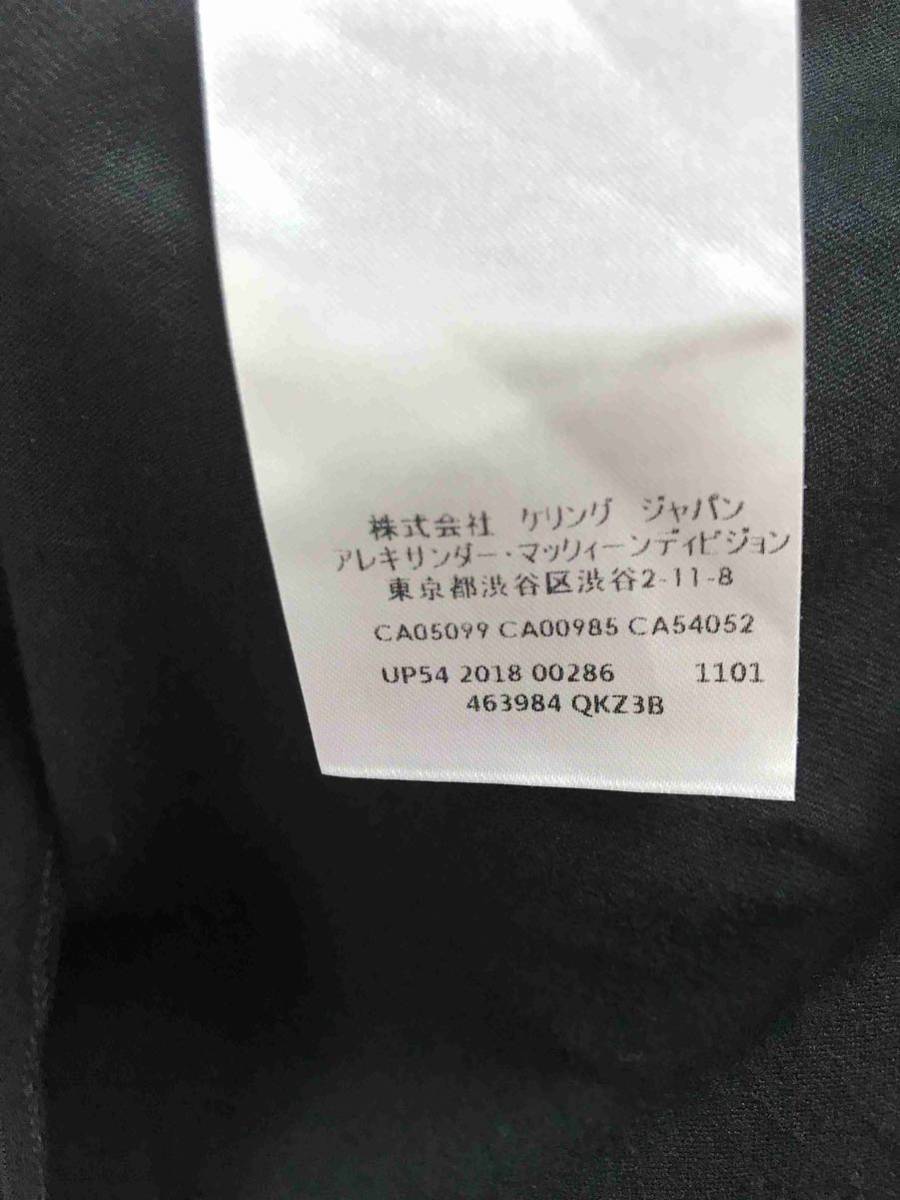 株式会社 ケリング ジャパン
アレキサンダー・マックィーンディビジョン
東京都渋谷区渋谷2-11-8
CA05099 CA00985 CA54052
UP54 2018 00286 1101
463984 QKZ3B